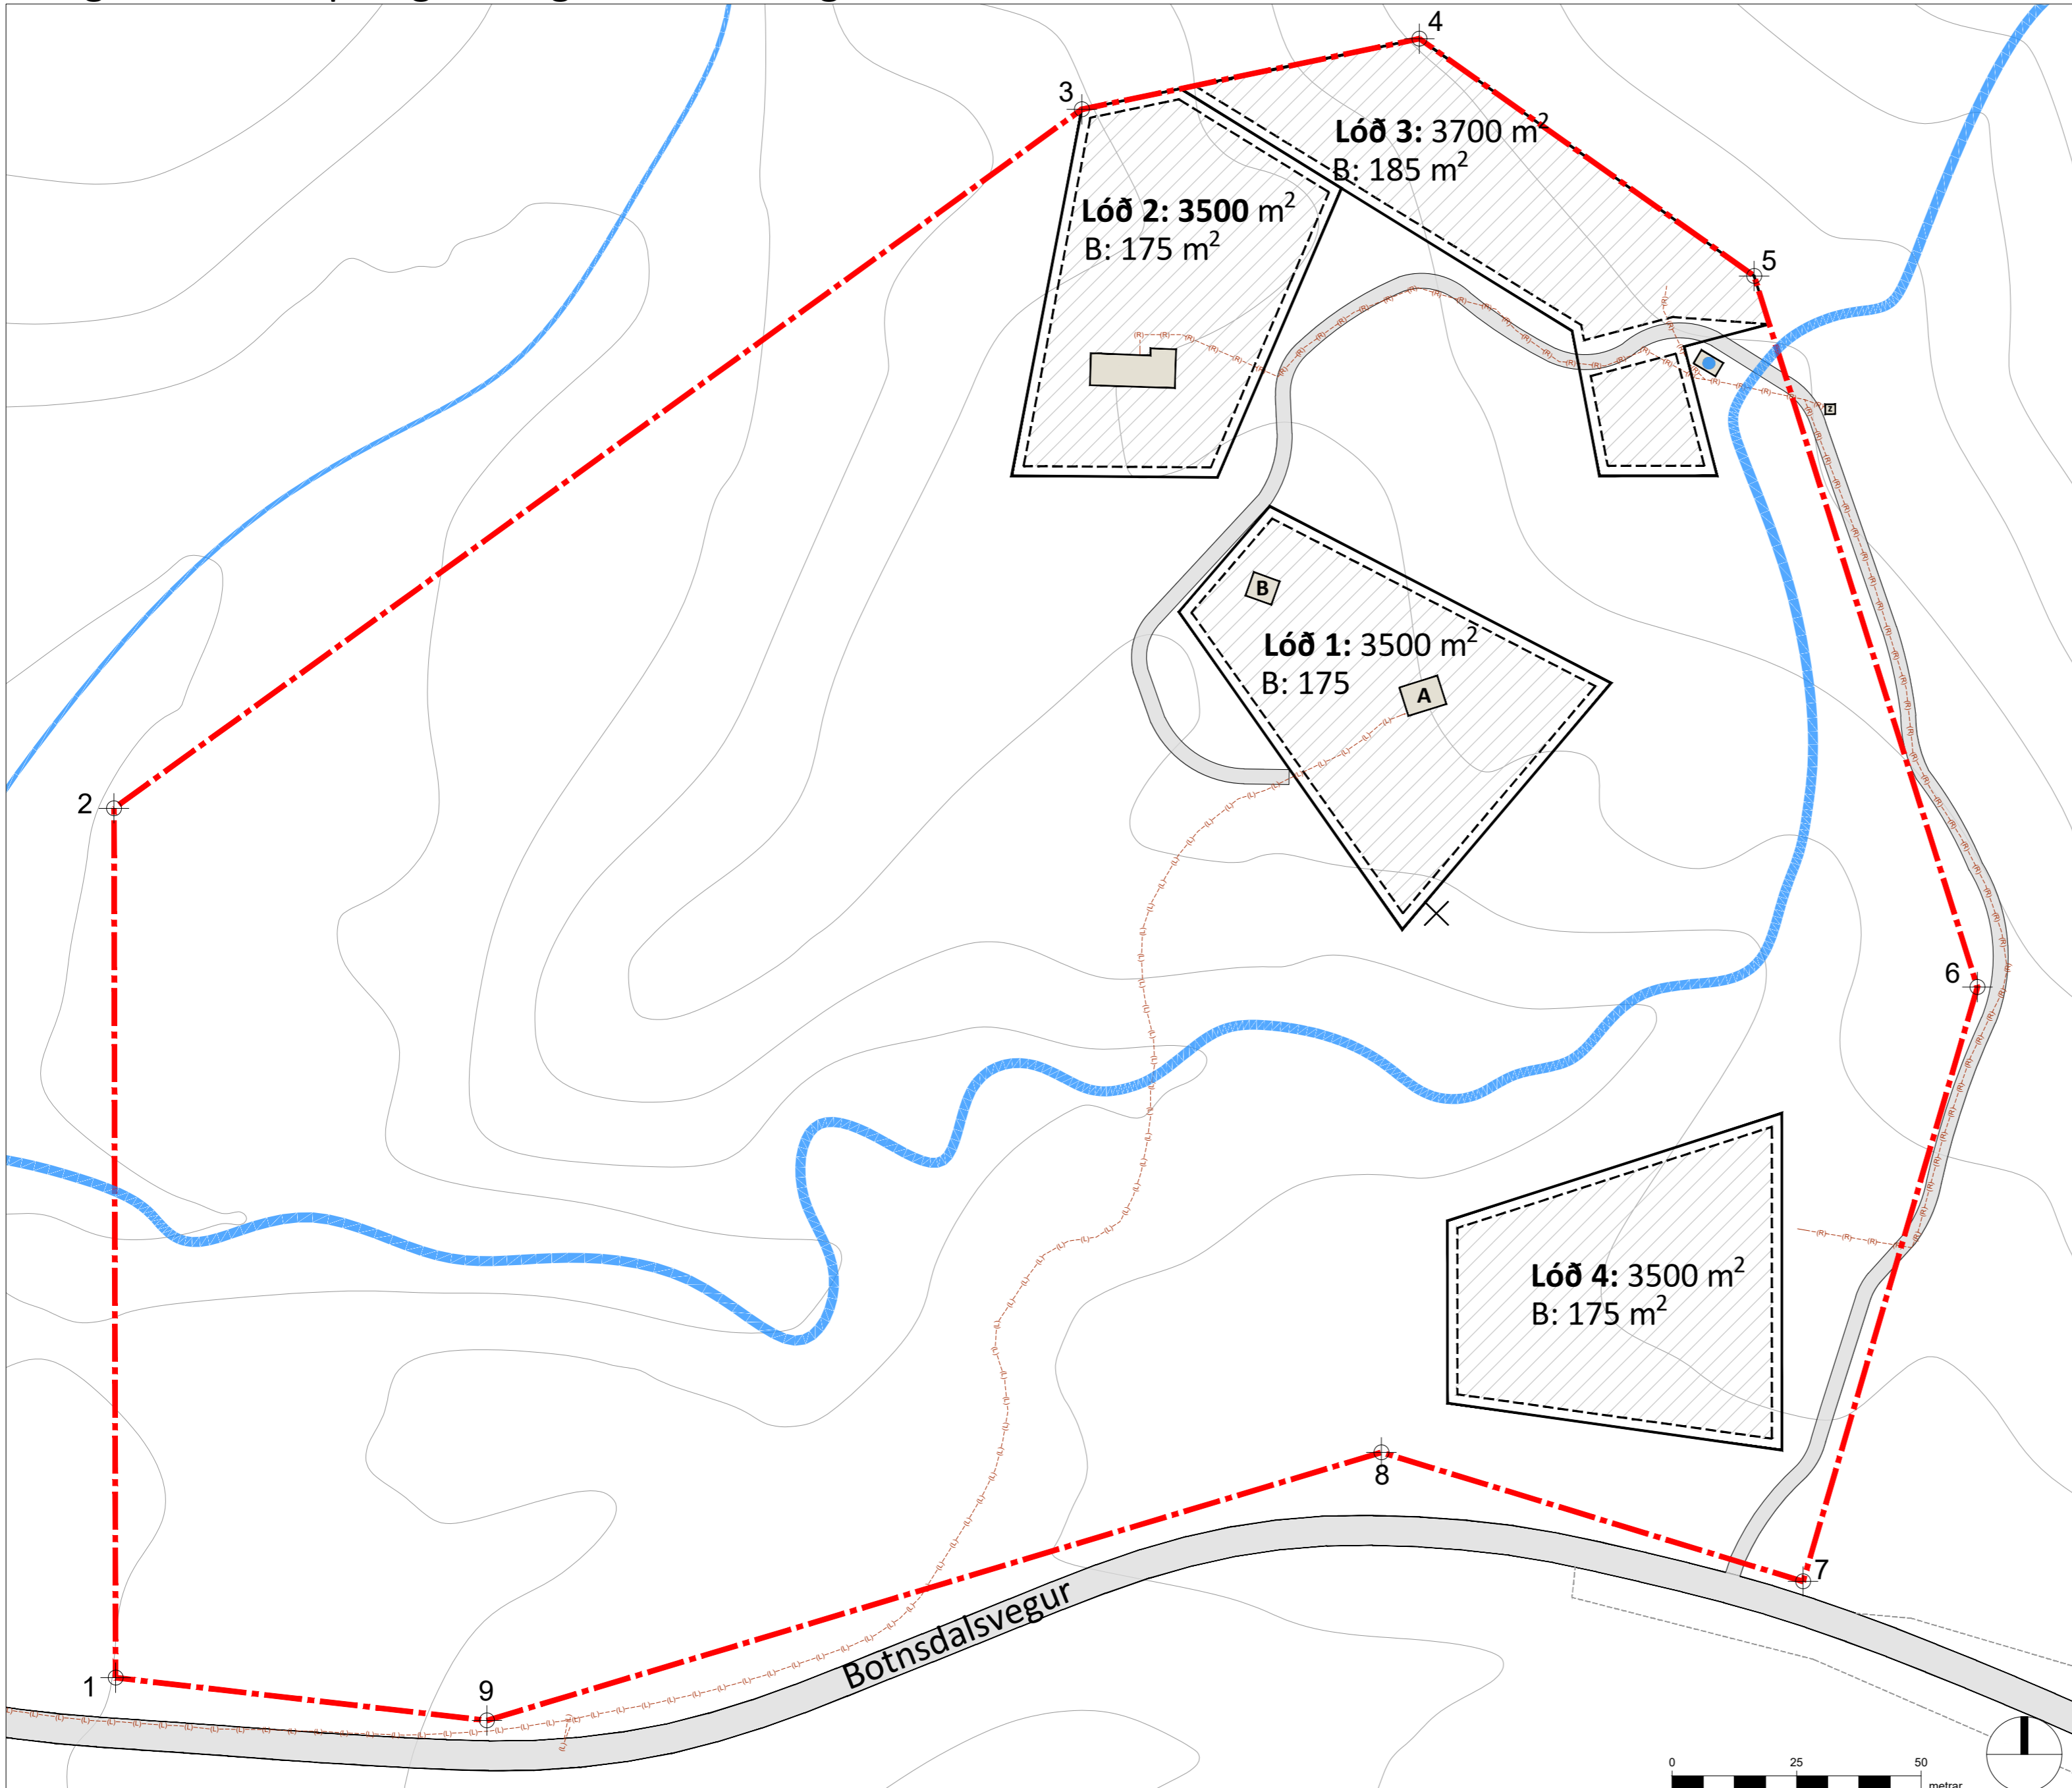 4
3
Lóð 3: 3700 m²
B: 185 m²
Lóð 2: 3500 m²
B: 175 m²
5
B
Lóð 1: 3500 m²
B: 175
A
2
6
Lóð 4: 3500 m²
B: 175 m²
8
7
Botnsdalsvegur
1
9
0 25 50
metrar